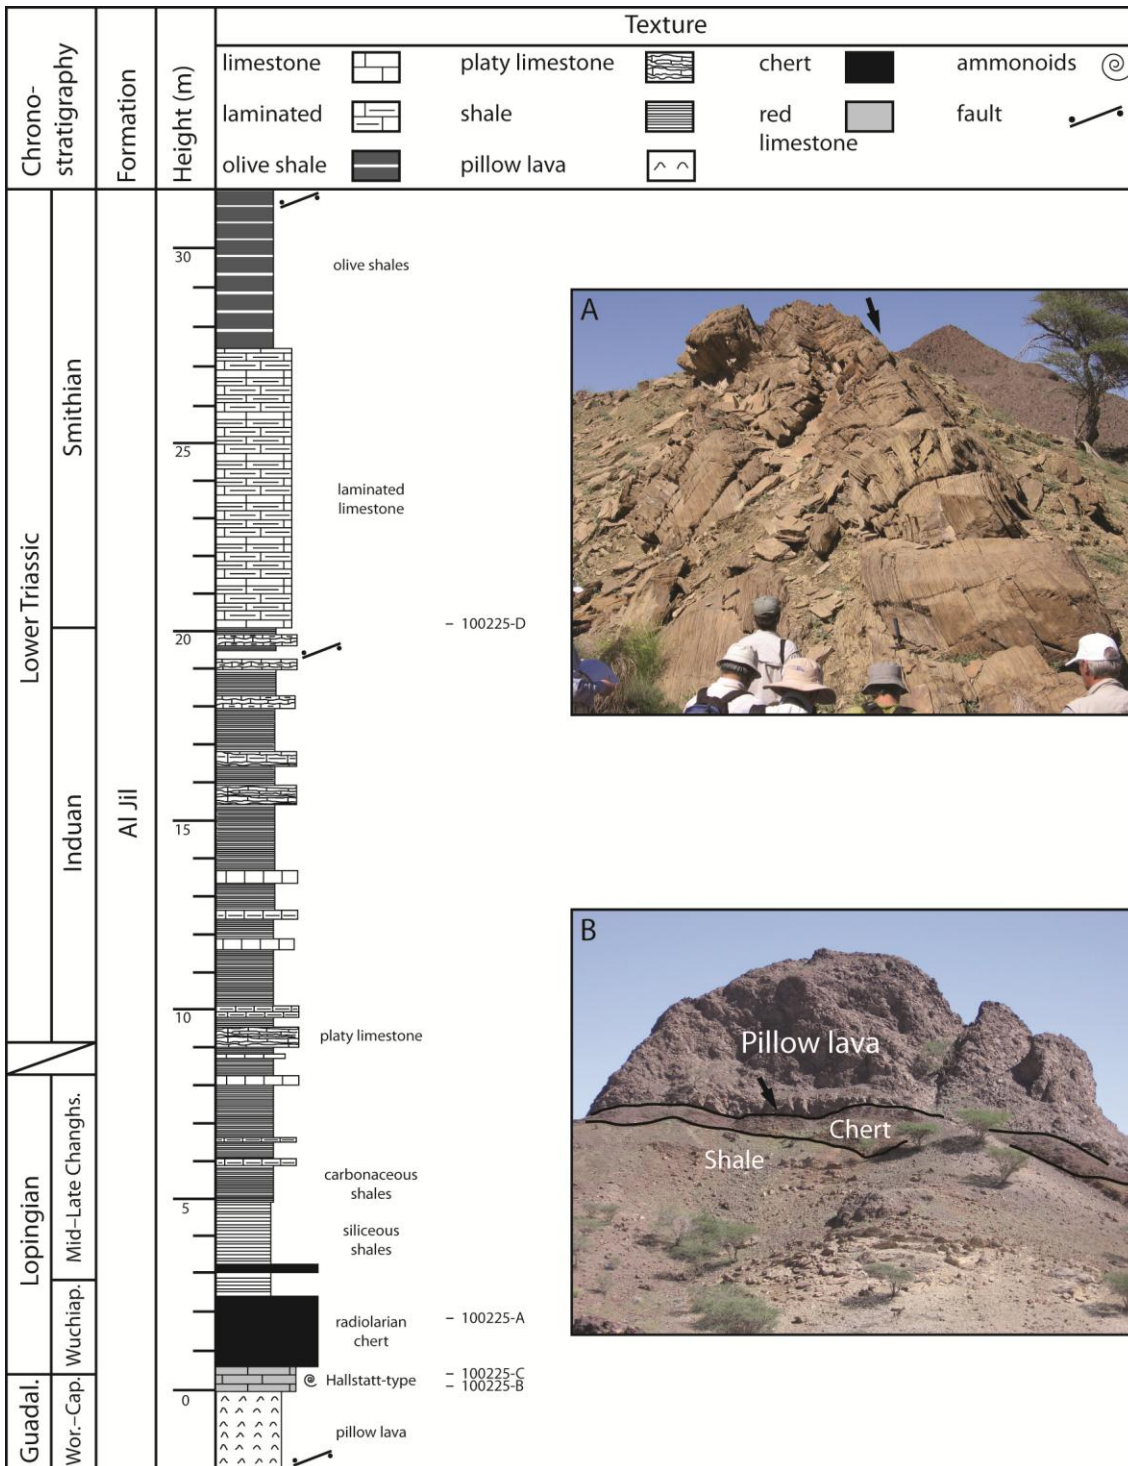 Chrono-
stratigraphy
Formation
Height (m)
Texture
limestone
platy limestone
chert
ammonoids
laminated
shale
red
limestone
fault
olive shale
pillow lava
Lower Triassic
Smithian
Induan
Lopingian
Mid–Late Changhs.
Wuchiap.
Guadal.
Wor.–Cap.
Al Jil
30
25
20
15
10
5
0
olive shales
laminated
limestone
– 100225-D
platy limestone
carbonaceous
shales
siliceous
shales
radiolarian
chert
– 100225-A
Hallstatt-type
– 100225-C
– 100225-B
pillow lava
A
B
Pillow lava
Chert
Shale